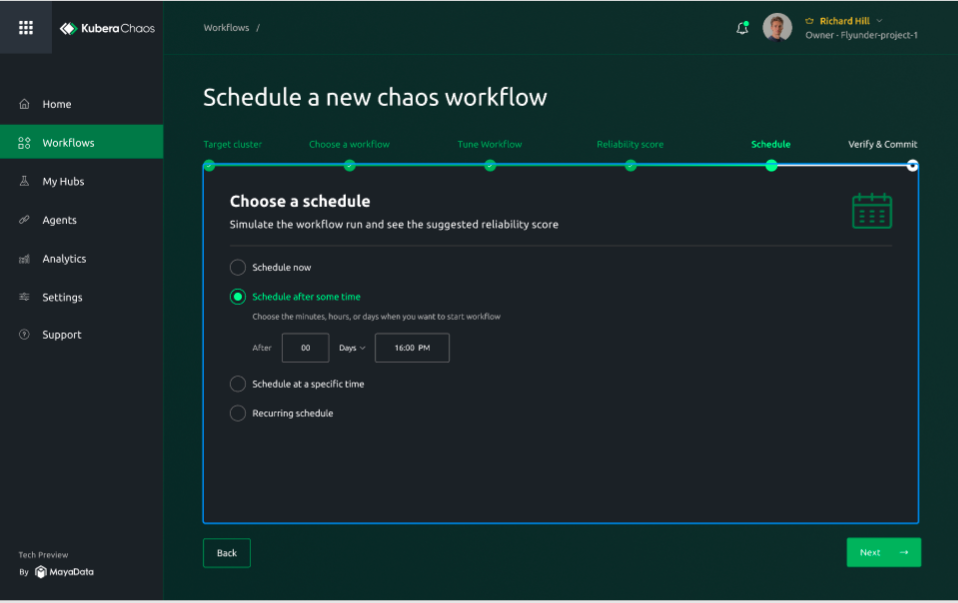 Kubera Chaos
Workflows /
Richard Hill
Owner - Flyunder-project-1
Home
Workflows
My Hubs
Agents
Analytics
Settings
Support
Tech Preview
By MayaData
Schedule a new chaos workflow
Target cluster Choose a workflow Tune Workflow Reliability score Schedule Verify & Commit
Choose a schedule
Simulate the workflow run and see the suggested reliability score
Schedule now
Schedule after some time
Choose the minutes, hours, or days when you want to start workflow
After 00 Days 16:00 PM
Schedule at a specific time
Recurring schedule
Back Next